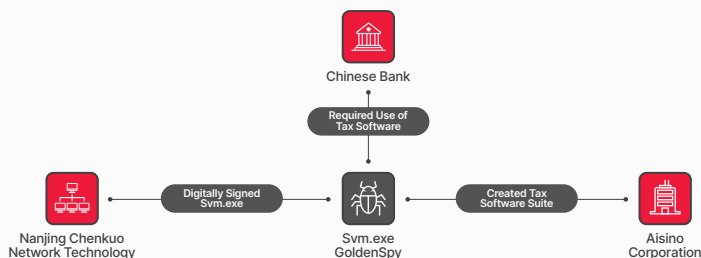 Chinese Bank
Required Use of
Tax Software
Digitally Signed
Svm.exe
Created Tax
Software Suite
Nanjing Chenkuo
Network Technology
Svm.exe
GoldenSpy
Aisino
Corporation